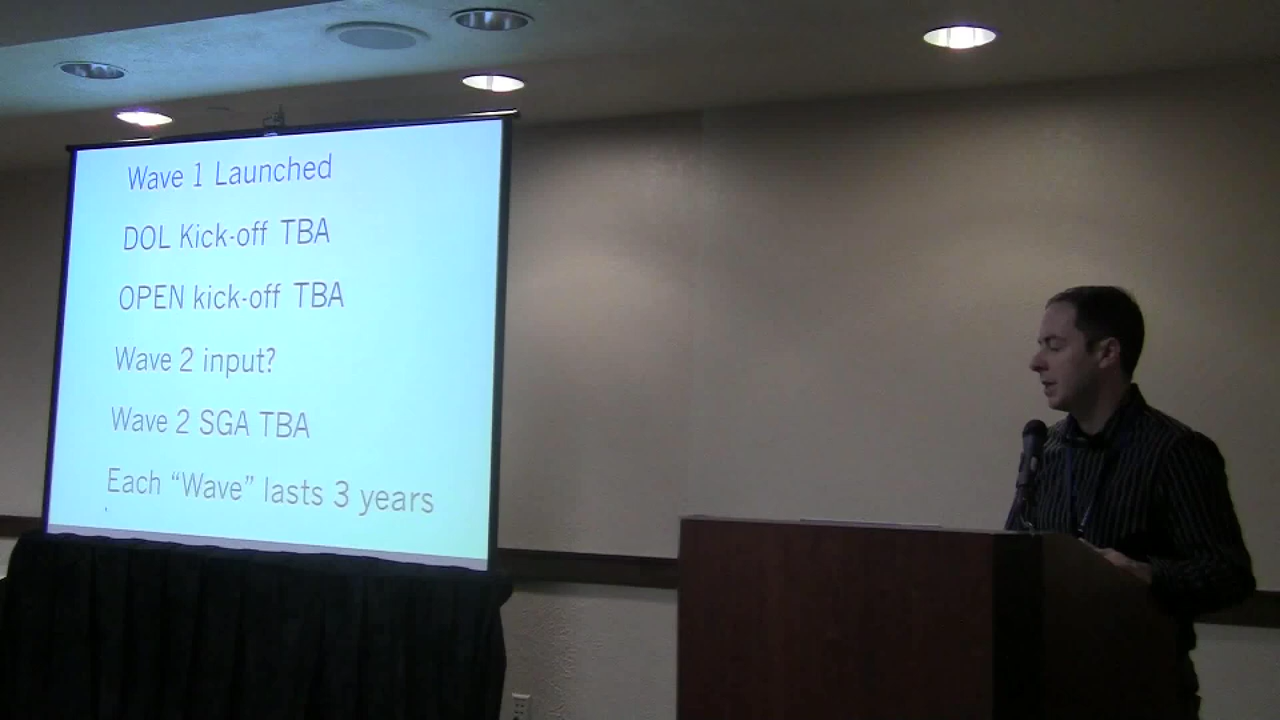 Wave 1 Launched
DOL Kick-off TBA
OPEN kick-off TBA
Wave 2 input?
Wave 2 SGA TBA
Each “Wave” lasts 3 years